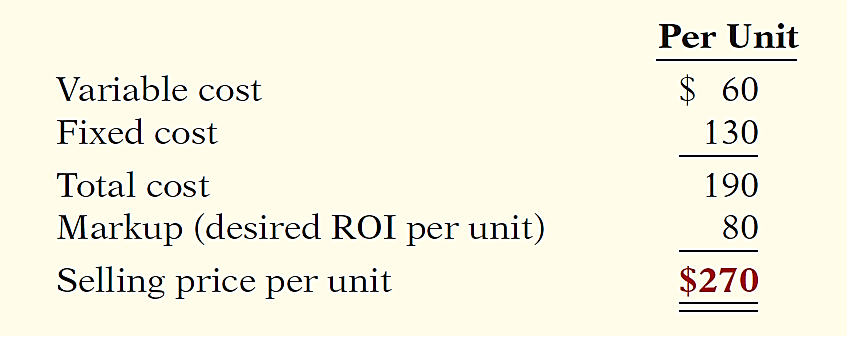 Per Unit
Variable cost $ 60
Fixed cost 130
Total cost 190
Markup (desired ROI per unit) 80
Selling price per unit $270